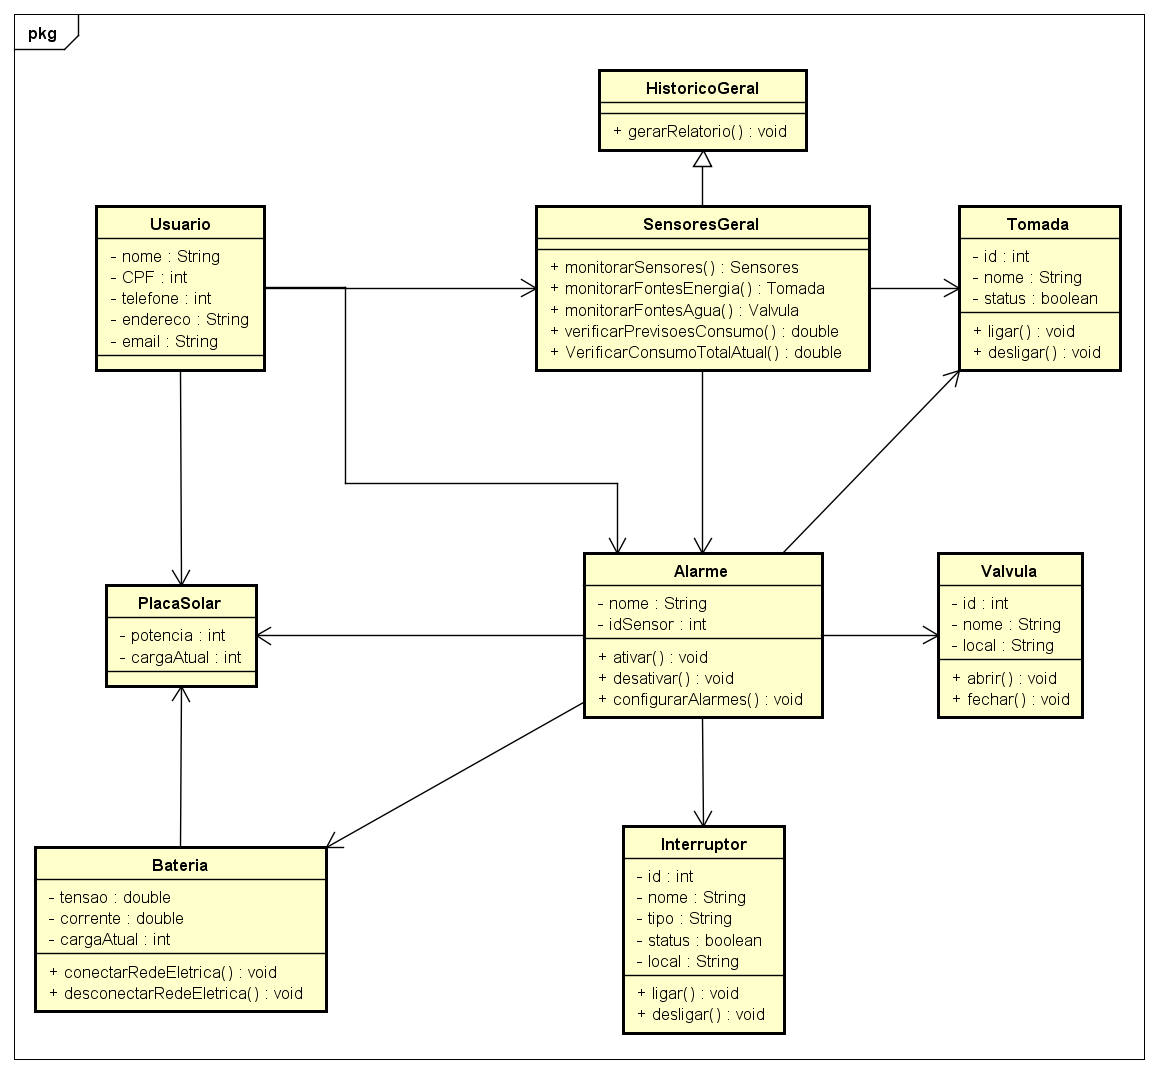 pkg
HistoricoGeral
+ gerarRelatorio() : void
Usuario
- nome : String
- CPF : int
- telefone : int
- endereco : String
- email : String
SensoresGeral
+ monitorarSensores() : Sensores
+ monitorarFontesEnergia() : Tomada
+ monitorarFontesAgua() : Valvula
+ verificarPrevisoesConsumo() : double
+ VerificarConsumoTotalAtual() : double
Tomada
- id : int
- nome : String
- status : boolean
+ ligar() : void
+ desligar() : void
PlacaSolar
- potencia : int
- cargaAtual : int
Alarme
- nome : String
- idSensor : int
+ ativar() : void
+ desativar() : void
+ configurarAlarmes() : void
Valvula
- id : int
- nome : String
- local : String
+ abrir() : void
+ fechar() : void
Bateria
- tensao : double
- corrente : double
- cargaAtual : int
+ conectarRedeEletrica() : void
+ desconectarRedeEletrica() : void
Interruptor
- id : int
- nome : String
- tipo : String
- status : boolean
- local : String
+ ligar() : void
+ desligar() : void